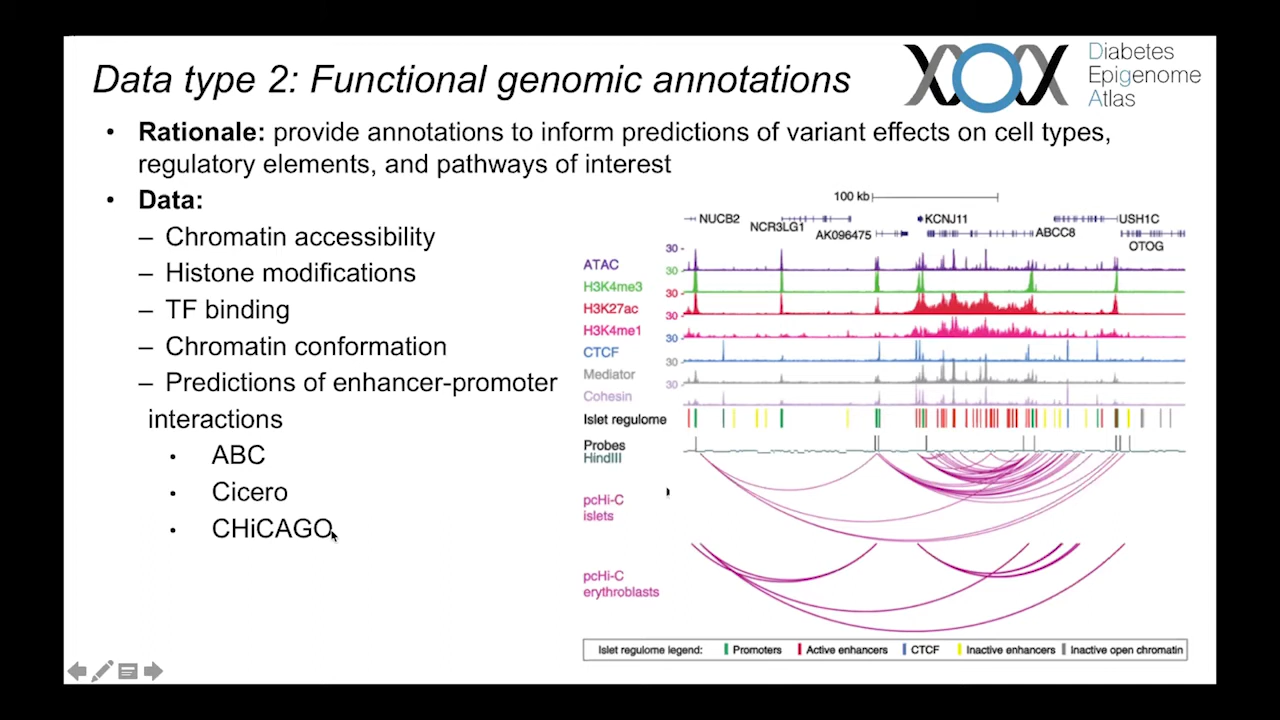 Data type 2: Functional genomic annotations
Diabetes
Epigenome
Atlas
• Rationale: provide annotations to inform predictions of variant effects on cell types,
regulatory elements, and pathways of interest
• Data:
– Chromatin accessibility
– Histone modifications
– TF binding
– Chromatin conformation
– Predictions of enhancer-promoter
interactions
• ABC
• Cicero
• CHiCAGO
100 kb
NUCB2
NCR3LG1
AK096475
KCNJ11
ABCC8
USH1C
OTOG
30
ATAC
30
H3K4me3
30
H3K27ac
30
H3K4me1
30
CTCF
30
Mediator
30
Cohesin
Islet regulome
Probes
HindIII
pcHi-C
islets
pcHi-C
erythroblasts
Islet regulome legend: Promoters Active enhancers CTCF Inactive enhancers Inactive open chromatin